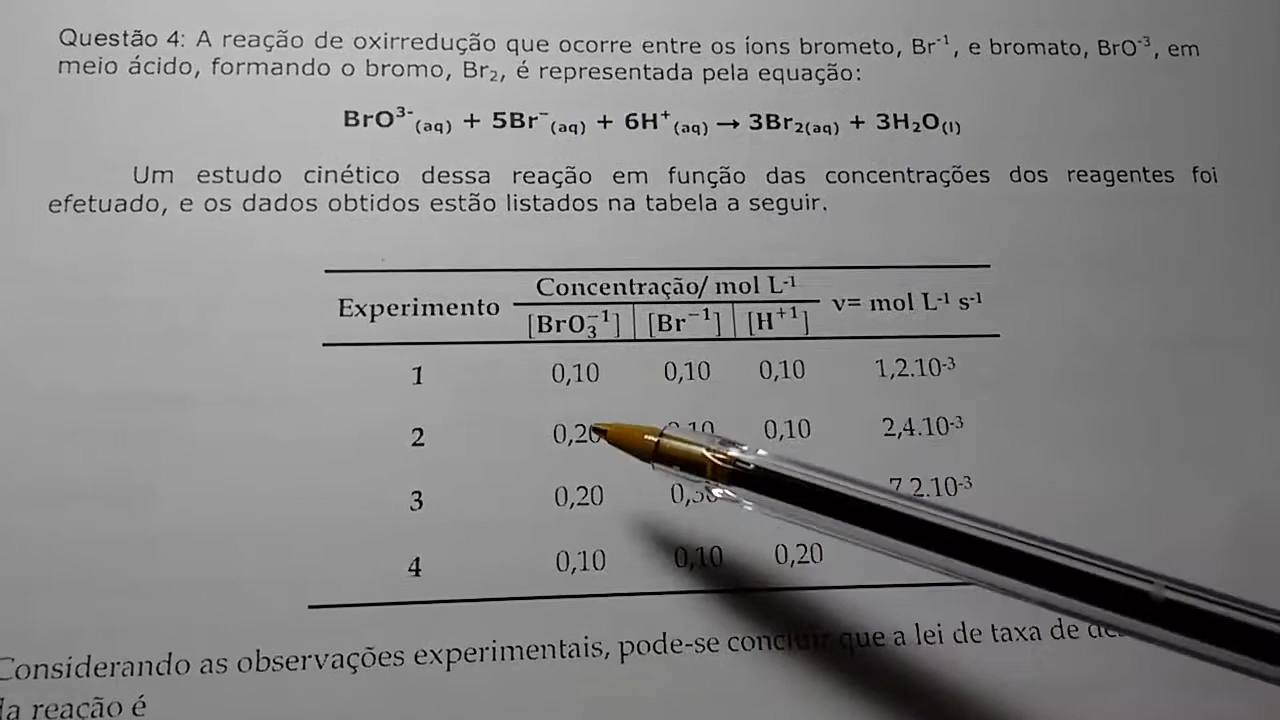 Questão 4: A reação de oxirredução que ocorre entre os íons brometo, Br⁻¹, e bromato, BrO⁻³, em
meio ácido, formando o bromo, Br₂, é representada pela equação:
BrO³⁻(aq) + 5Br⁻(aq) + 6H⁺(aq) → 3Br₂(aq) + 3H₂O(l)
Um estudo cinético dessa reação em função das concentrações dos reagentes foi
efetuado, e os dados obtidos estão listados na tabela a seguir.
Experimento Concentração/ mol L⁻¹ v= mol L⁻¹ s⁻¹
[BrO₃⁻¹] [Br⁻¹] [H⁺¹]
1 0,10 0,10 0,10 1,2.10⁻³
2 0,20 0,10 2,4.10⁻³
3 0,20 7,2.10⁻³
4 0,10 0,10 0,20
Considerando as observações experimentais, pode-se concluir que a lei de taxa de
da reação é